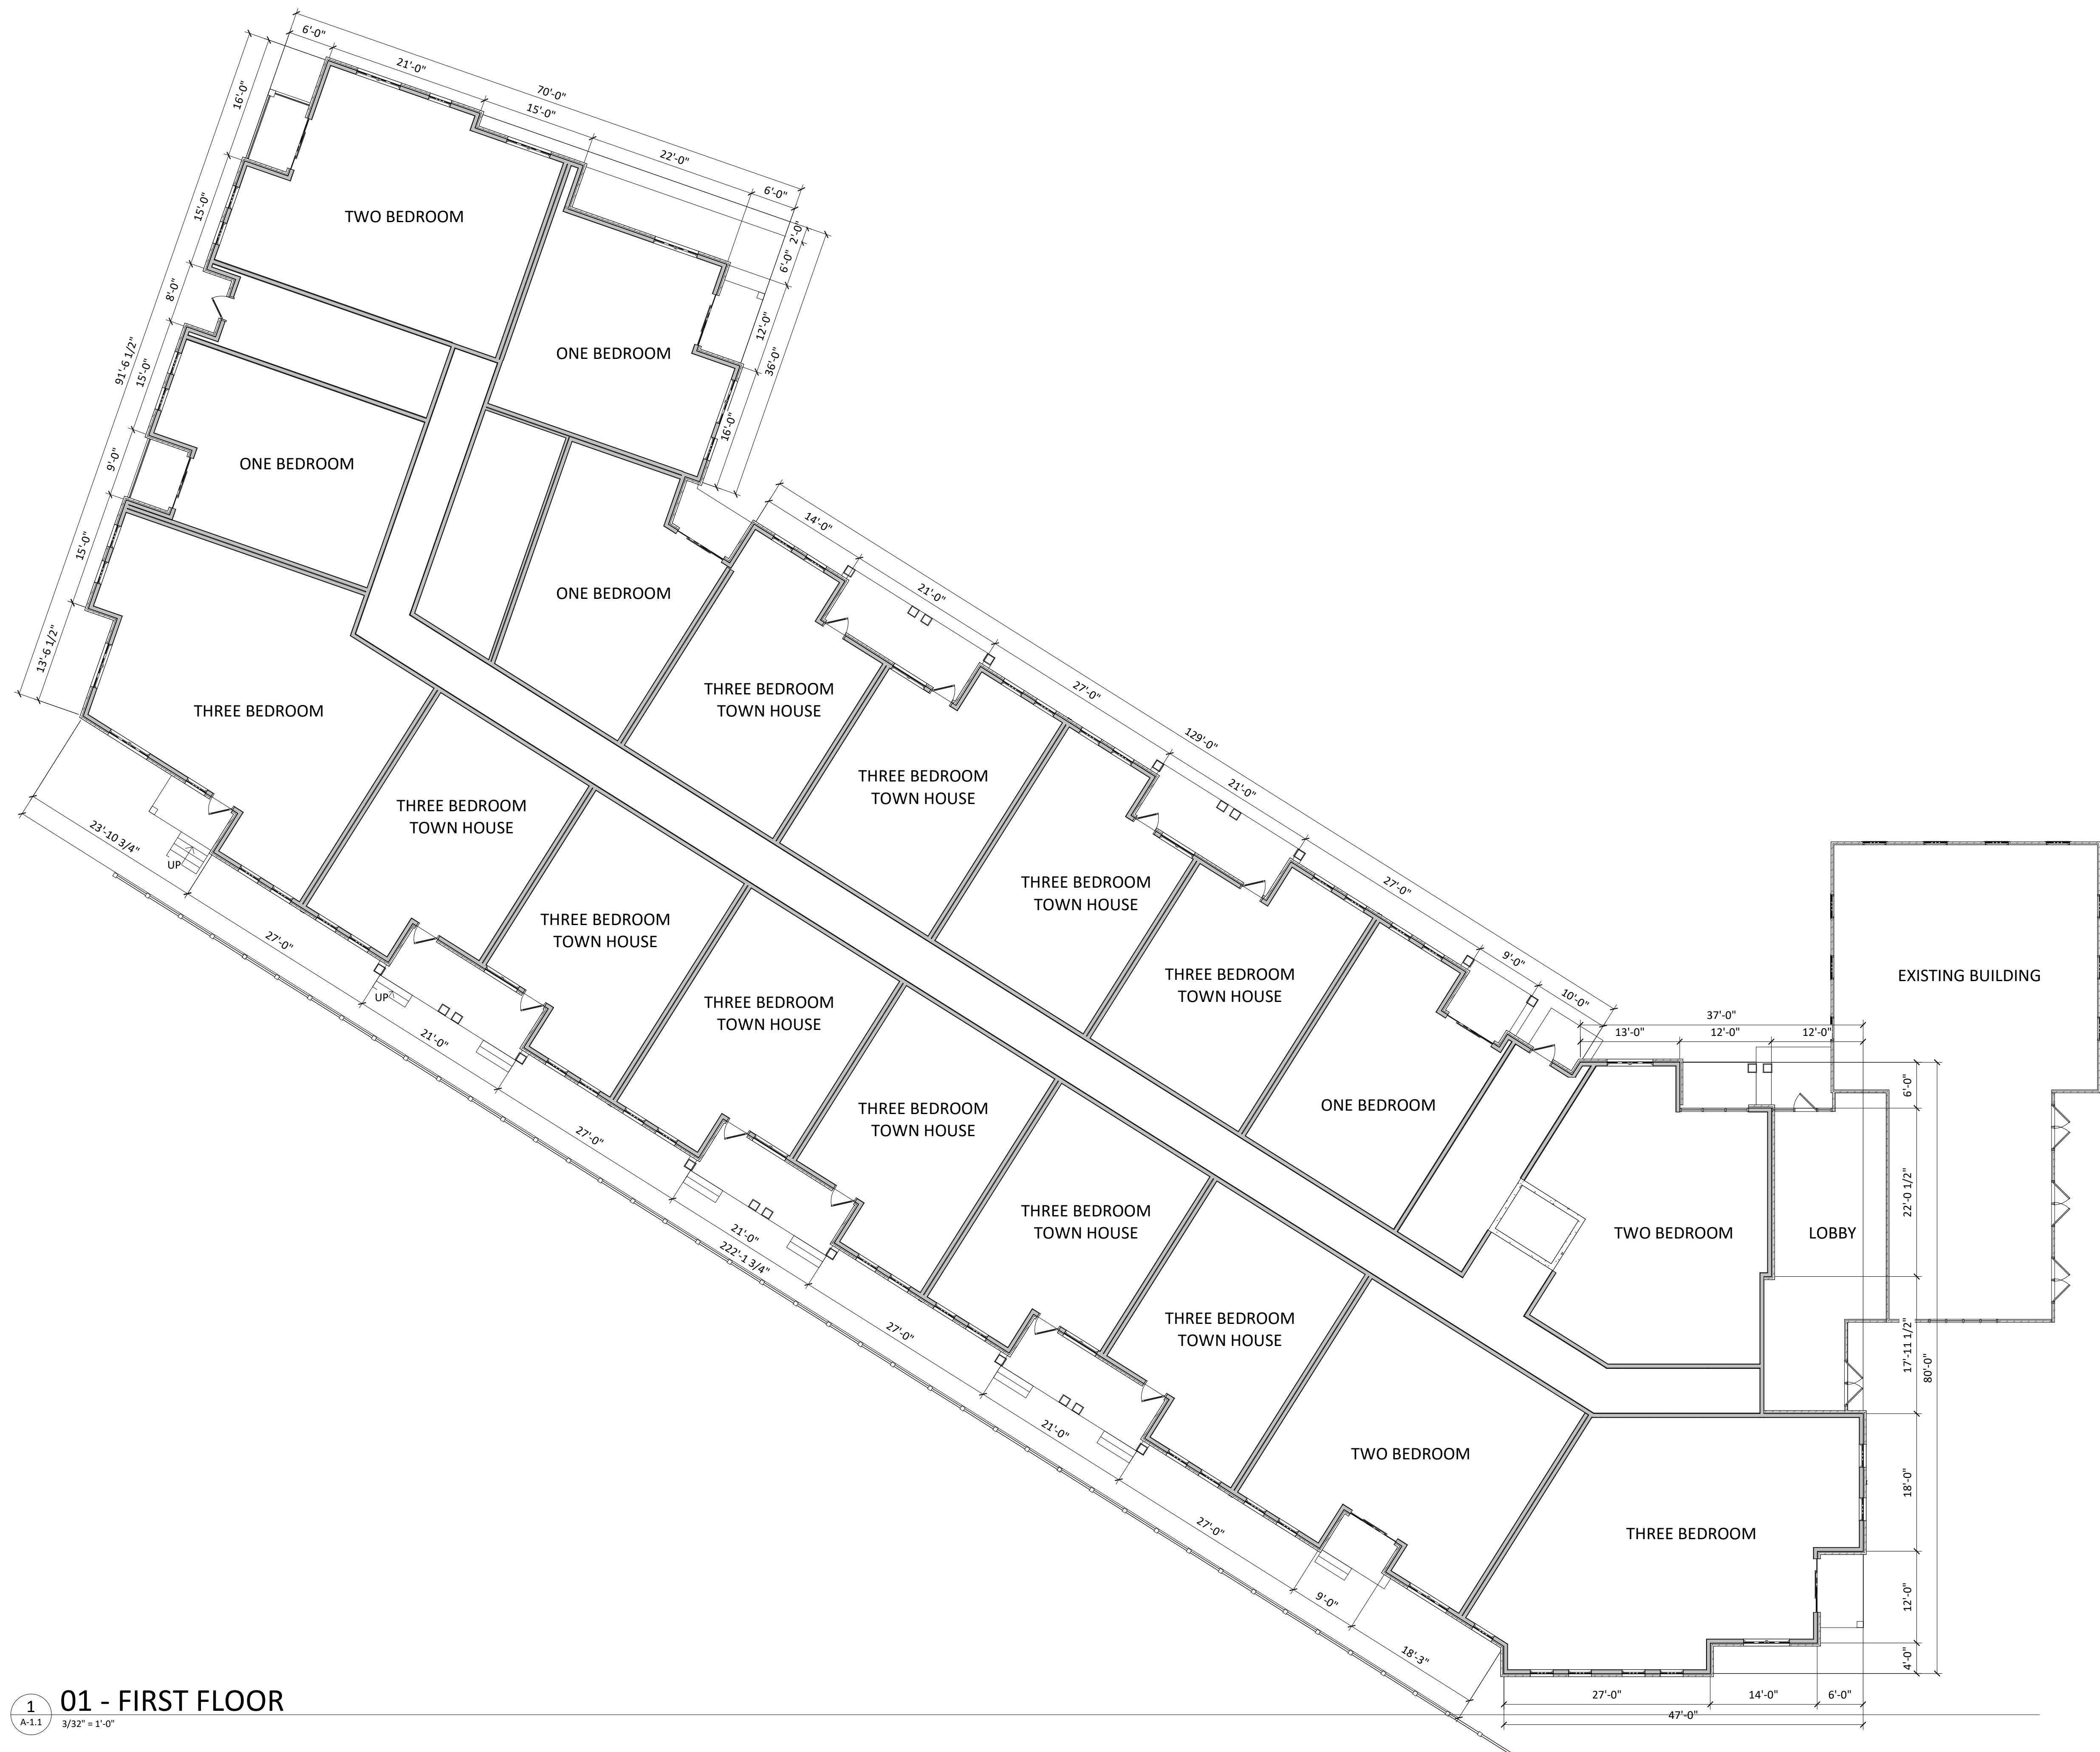 6'-0"
21'-0"
70'-0"
15'-0"
22'-0"
6'-0"
16'-0"
15'-0"
8'-0"
91'-6 1/2"
15'-0"
9'-0"
15'-0"
13'-6 1/2"
2'-0"
6'-0"
12'-0"
36'-0"
16'-0"
TWO BEDROOM
ONE BEDROOM
ONE BEDROOM
ONE BEDROOM
THREE BEDROOM
14'-0"
21'-0"
27'-0"
129'-0"
21'-0"
27'-0"
9'-0"
10'-0"
THREE BEDROOM
TOWN HOUSE
THREE BEDROOM
TOWN HOUSE
THREE BEDROOM
TOWN HOUSE
THREE BEDROOM
TOWN HOUSE
ONE BEDROOM
THREE BEDROOM
TOWN HOUSE
THREE BEDROOM
TOWN HOUSE
THREE BEDROOM
TOWN HOUSE
THREE BEDROOM
TOWN HOUSE
THREE BEDROOM
TOWN HOUSE
THREE BEDROOM
TOWN HOUSE
TWO BEDROOM
THREE BEDROOM
TWO BEDROOM
LOBBY
EXISTING BUILDING
37'-0"
13'-0"
12'-0"
12'-0"
6'-0"
22'-0 1/2"
17'-11 1/2"
80'-0"
18'-0"
12'-0"
4'-0"
UP
UP
23'-10 3/4"
27'-0"
21'-0"
27'-0"
21'-0"
222'-1 3/4"
27'-0"
21'-0"
27'-0"
9'-0"
18'-3"
27'-0"
14'-0"
6'-0"
47'-0"
1
A-1.1
01 - FIRST FLOOR
3/32" = 1'-0"